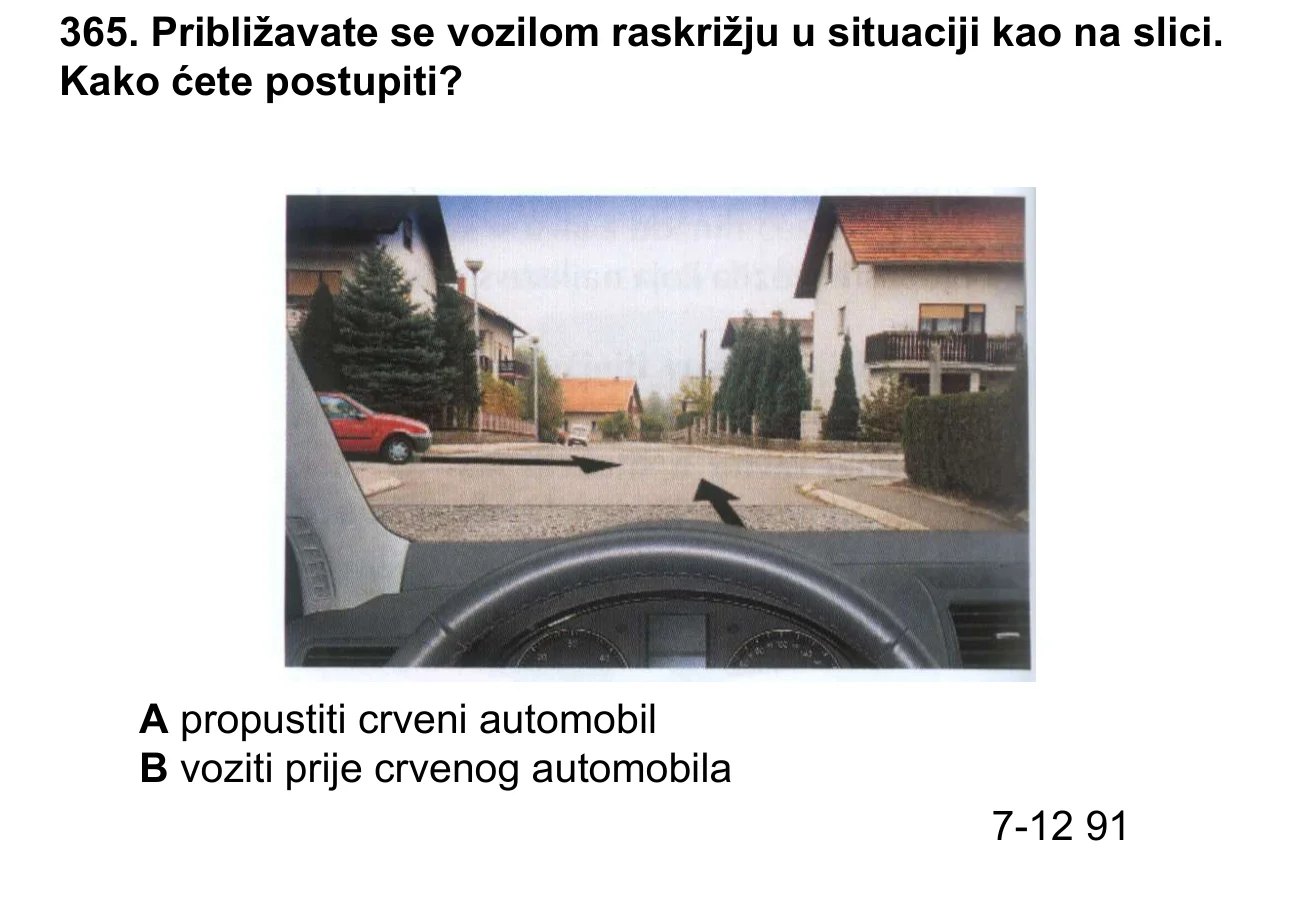 365. Približavate se vozilom raskrižju u situaciji kao na slici.
Kako ćete postupiti?
A propustiti crveni automobil
B voziti prije crvenog automobila
7-12 91